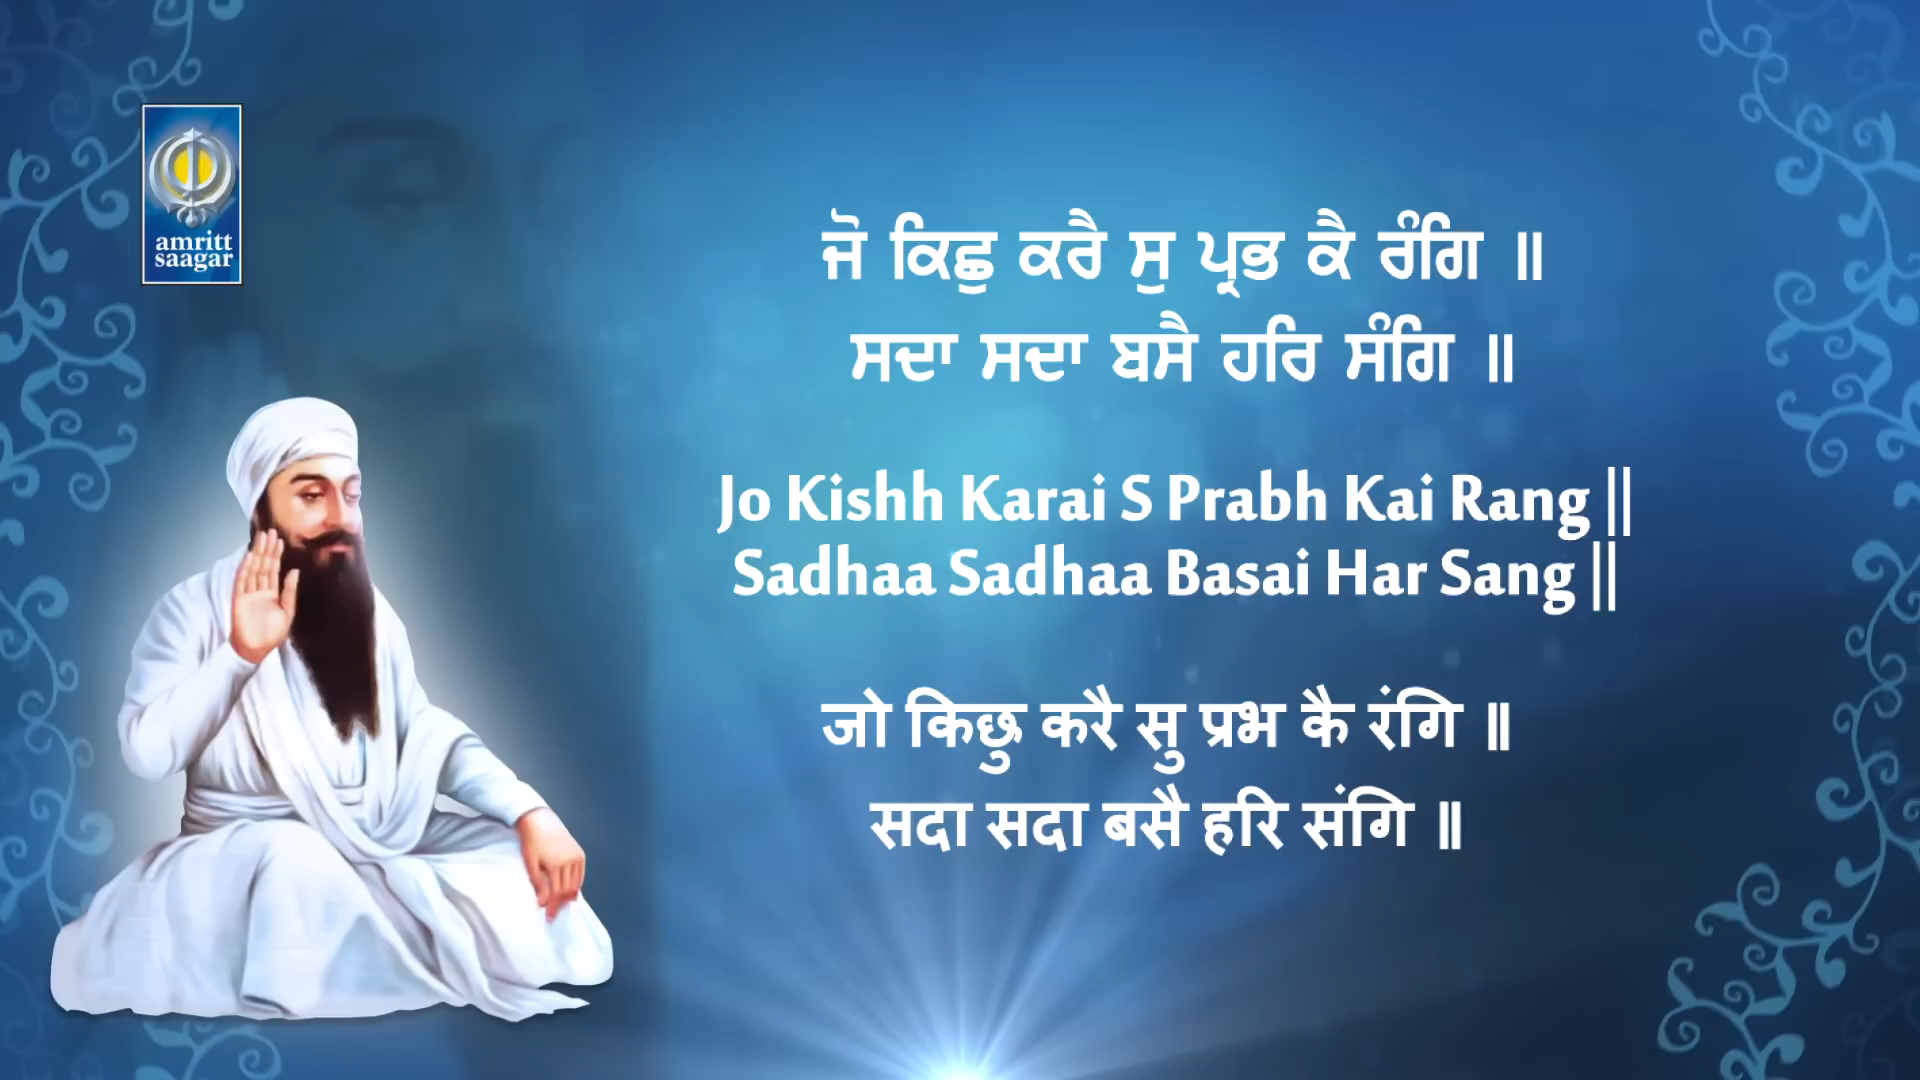 amritt
saagar
ਜੋ ਕਿਛੁ ਕਰੈ ਸੁ ਪ੍ਰਭ ਕੈ ਰੰਗਿ ॥
ਸਦਾ ਸਦਾ ਬਸੈ ਹਰਿ ਸੰਗਿ ॥
Jo Kishh Karai S Prabh Kai Rang ||
Sadhaa Sadhaa Basai Har Sang ||
जो किछु करै सु प्रभ कै रंगि ॥
सदा सदा बसै हरि संगि ॥